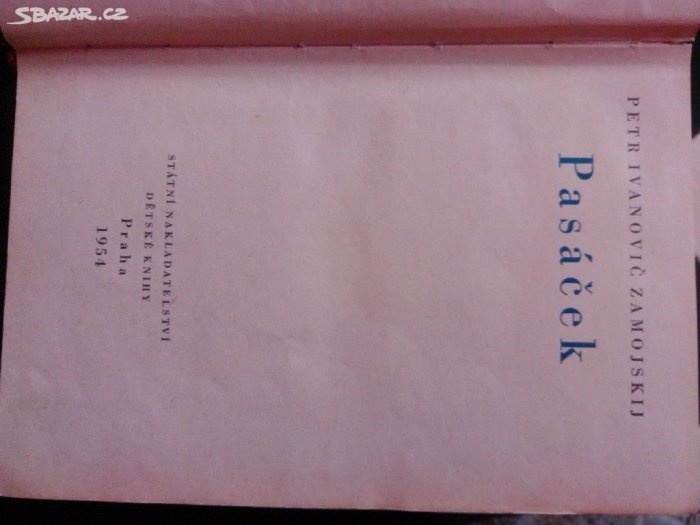 SBAZAR.CZ
PETR IVANOVIČ ZAMOJSKIJ
Pasáček
STÁTNÍ NAKLADATELSTVÍ
DĚTSKÉ KNIHY
Praha
1954